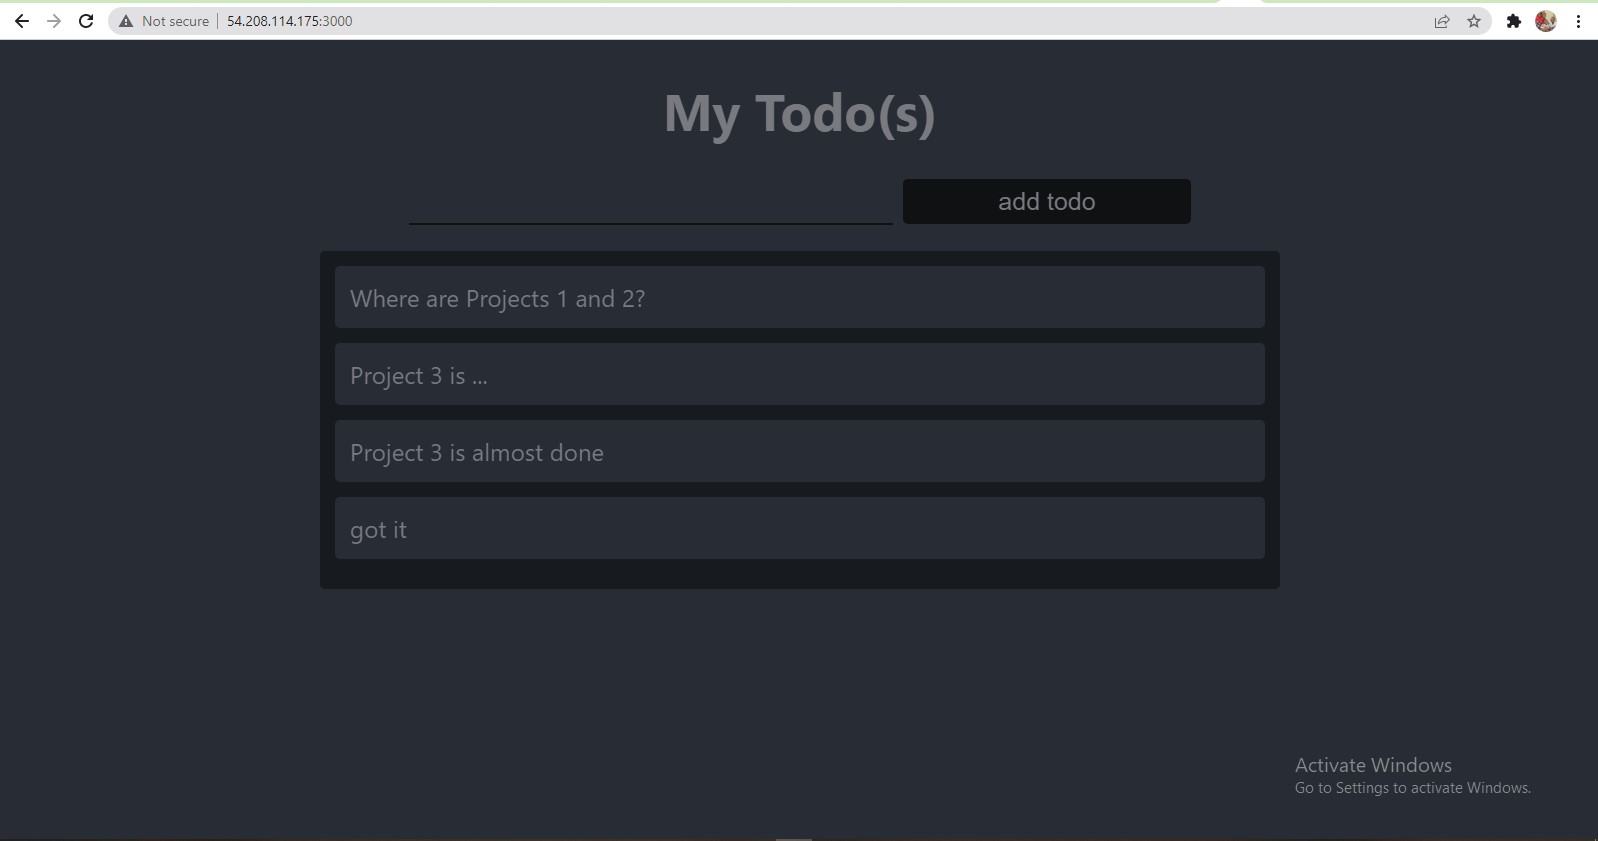 Not secure
54.208.114.175:3000
My Todo(s)
add todo
Where are Projects 1 and 2?
Project 3 is ...
Project 3 is almost done
got it
Activate Windows
Go to Settings to activate Windows.